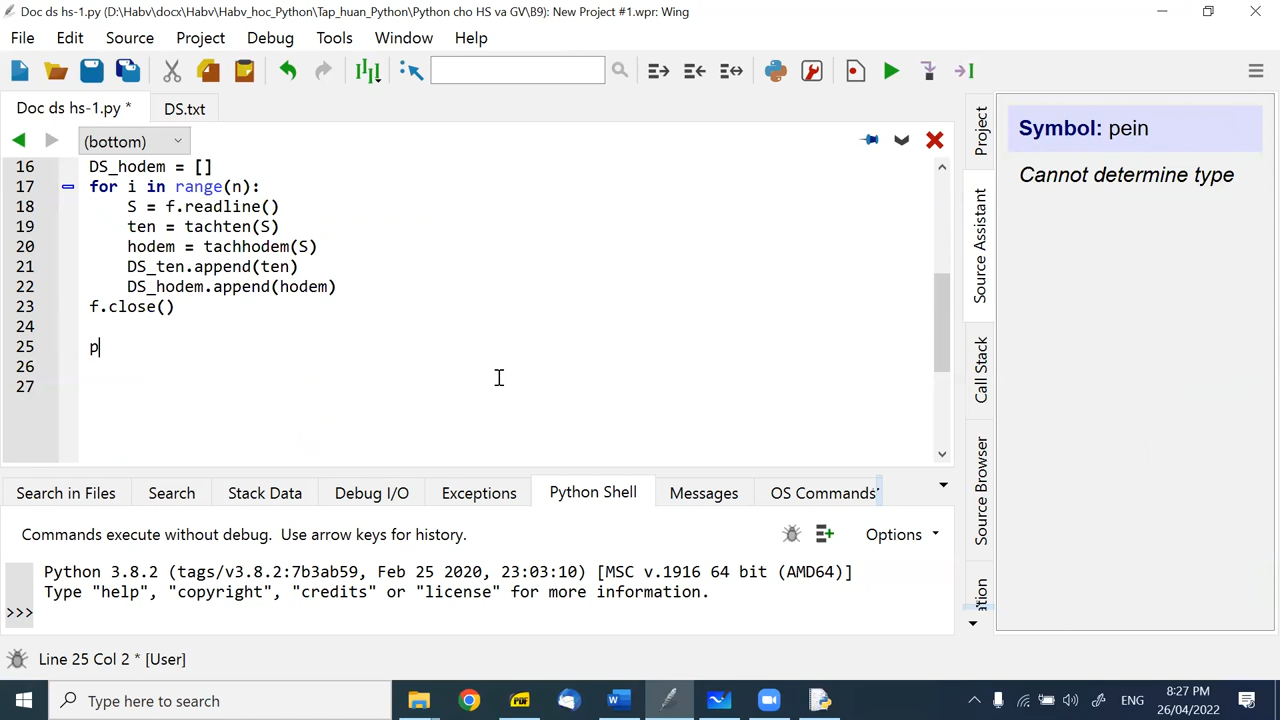 Doc ds hs-1.py (D:\Habv\docx\Habv\Habv_hoc_Python\Tap_huan_Python\Python cho HS va GV\B9): New Project #1.wpr: Wing
File Edit Source Project Debug Tools Window Help
Doc ds hs-1.py * DS.txt
(bottom)
16 DS_hodem = []
17 for i in range(n):
18 S = f.readline()
19 ten = tachten(S)
20 hodem = tachhodem(S)
21 DS_ten.append(ten)
22 DS_hodem.append(hodem)
23 f.close()
24
25 p
26
27
Project
Source Assistant
Call Stack
Source Browser
Symbol: pein
Cannot determine type
Search in Files Search Stack Data Debug I/O Exceptions Python Shell Messages OS Commands
Commands execute without debug. Use arrow keys for history. Options
Python 3.8.2 (tags/v3.8.2:7b3ab59, Feb 25 2020, 23:03:10) [MSC v.1916 64 bit (AMD64)]
Type "help", "copyright", "credits" or "license" for more information.
>>>
Line 25 Col 2 * [User]
Type here to search
PDF
ENG
8:27 PM
26/04/2022